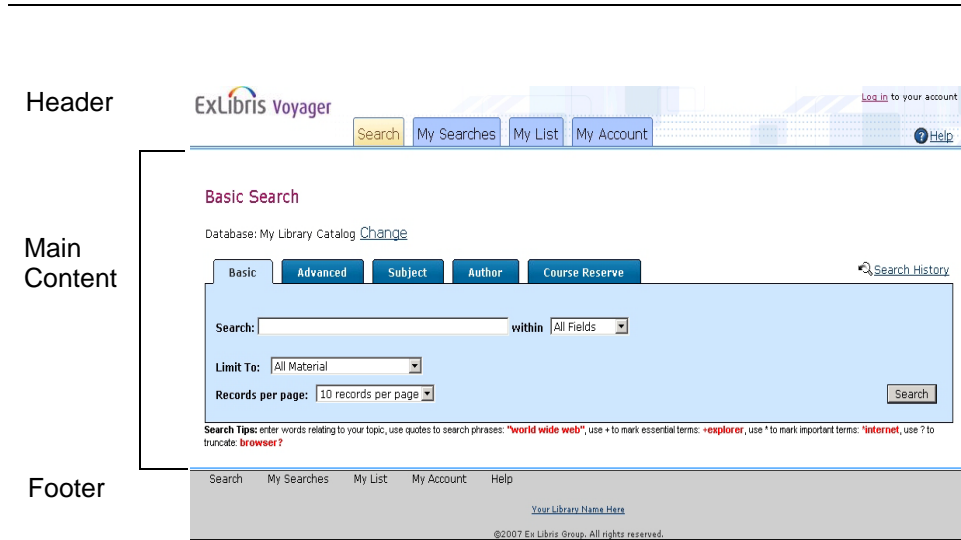 Header
ExLibris Voyager
Log in to your account
Search My Searches My List My Account
Help
Basic Search
Database: My Library Catalog Change
Main
Content
Basic Advanced Subject Author Course Reserve
Search History
Search: within All Fields
Limit To: All Material
Records per page: 10 records per page
Search
Search Tips: enter words relating to your topic, use quotes to search phrases: "world wide web", use + to mark essential terms: +explorer, use * to mark important terms: *internet, use ? to
truncate: browser?
Footer
Search My Searches My List My Account Help
Your Library Name Here
©2007 Ex Libris Group. All rights reserved.